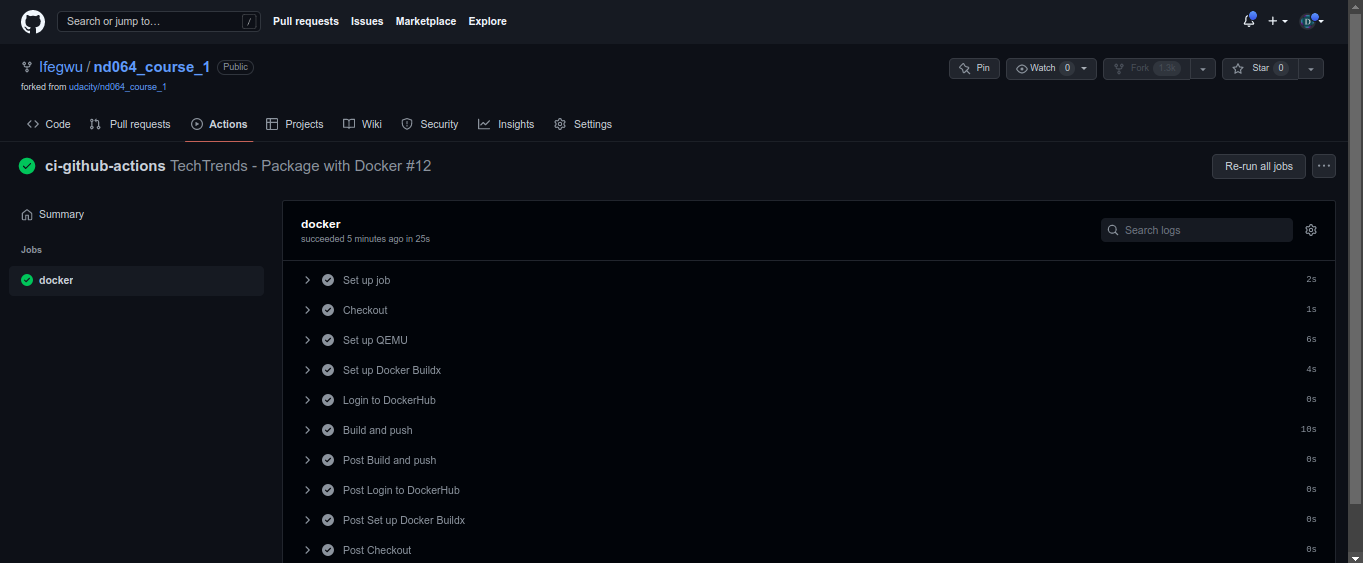 Search or jump to… / Pull requests Issues Marketplace Explore
Ifegwu / nd064_course_1 Public Pin Watch 0 Fork 1.3k Star 0
forked from udacity/nd064_course_1
Code Pull requests Actions Projects Wiki Security Insights Settings
ci-github-actions TechTrends - Package with Docker #12 Re-run all jobs
Summary
Jobs
docker
docker
succeeded 5 minutes ago in 25s
Search logs
Set up job 2s
Checkout 1s
Set up QEMU 6s
Set up Docker Buildx 4s
Login to DockerHub 0s
Build and push 10s
Post Build and push 0s
Post Login to DockerHub 0s
Post Set up Docker Buildx 0s
Post Checkout 0s